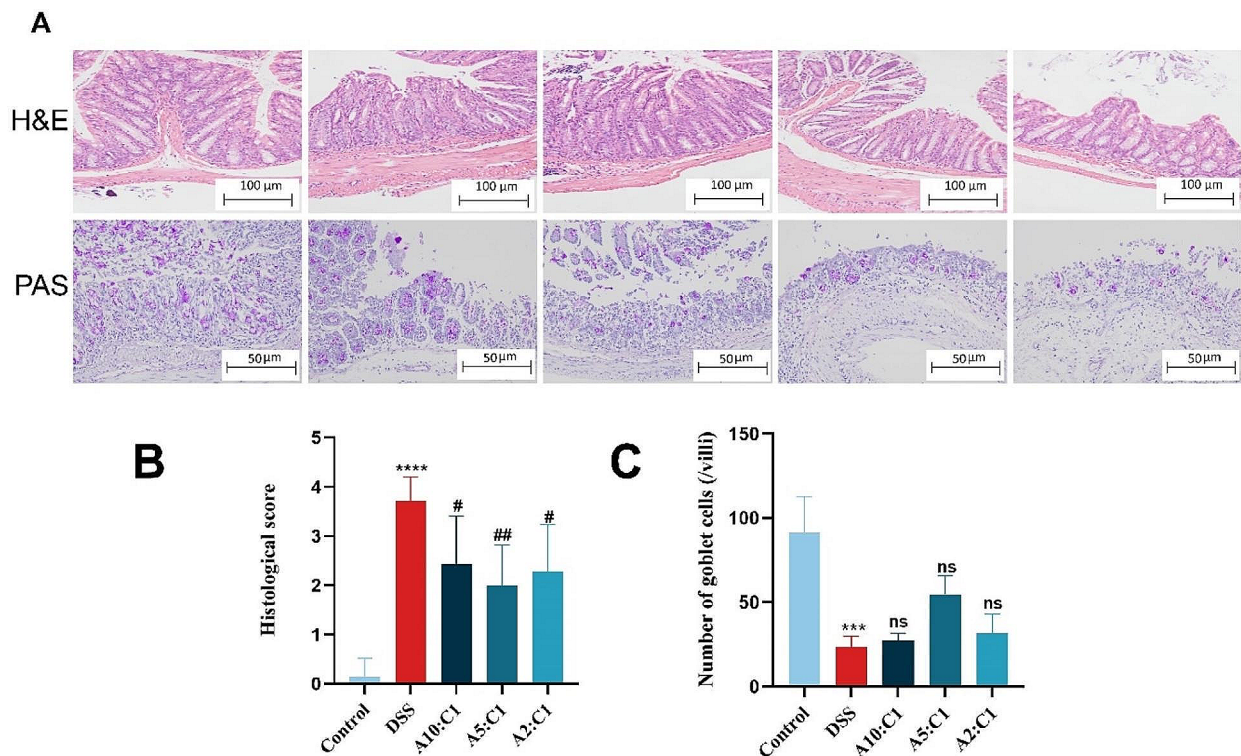 A
H&E
100 µm
100 µm
100 µm
100 µm
100 µm
PAS
50µm
50µm
50µm
50µm
50µm
B
Histological score
5
4
3
2
1
0
****
#
##
#
Control
DSS
A10:C1
A5:C1
A2:C1
C
Number of goblet cells (/villi)
150
100
50
0
***
ns
ns
ns
Control
DSS
A10:C1
A5:C1
A2:C1